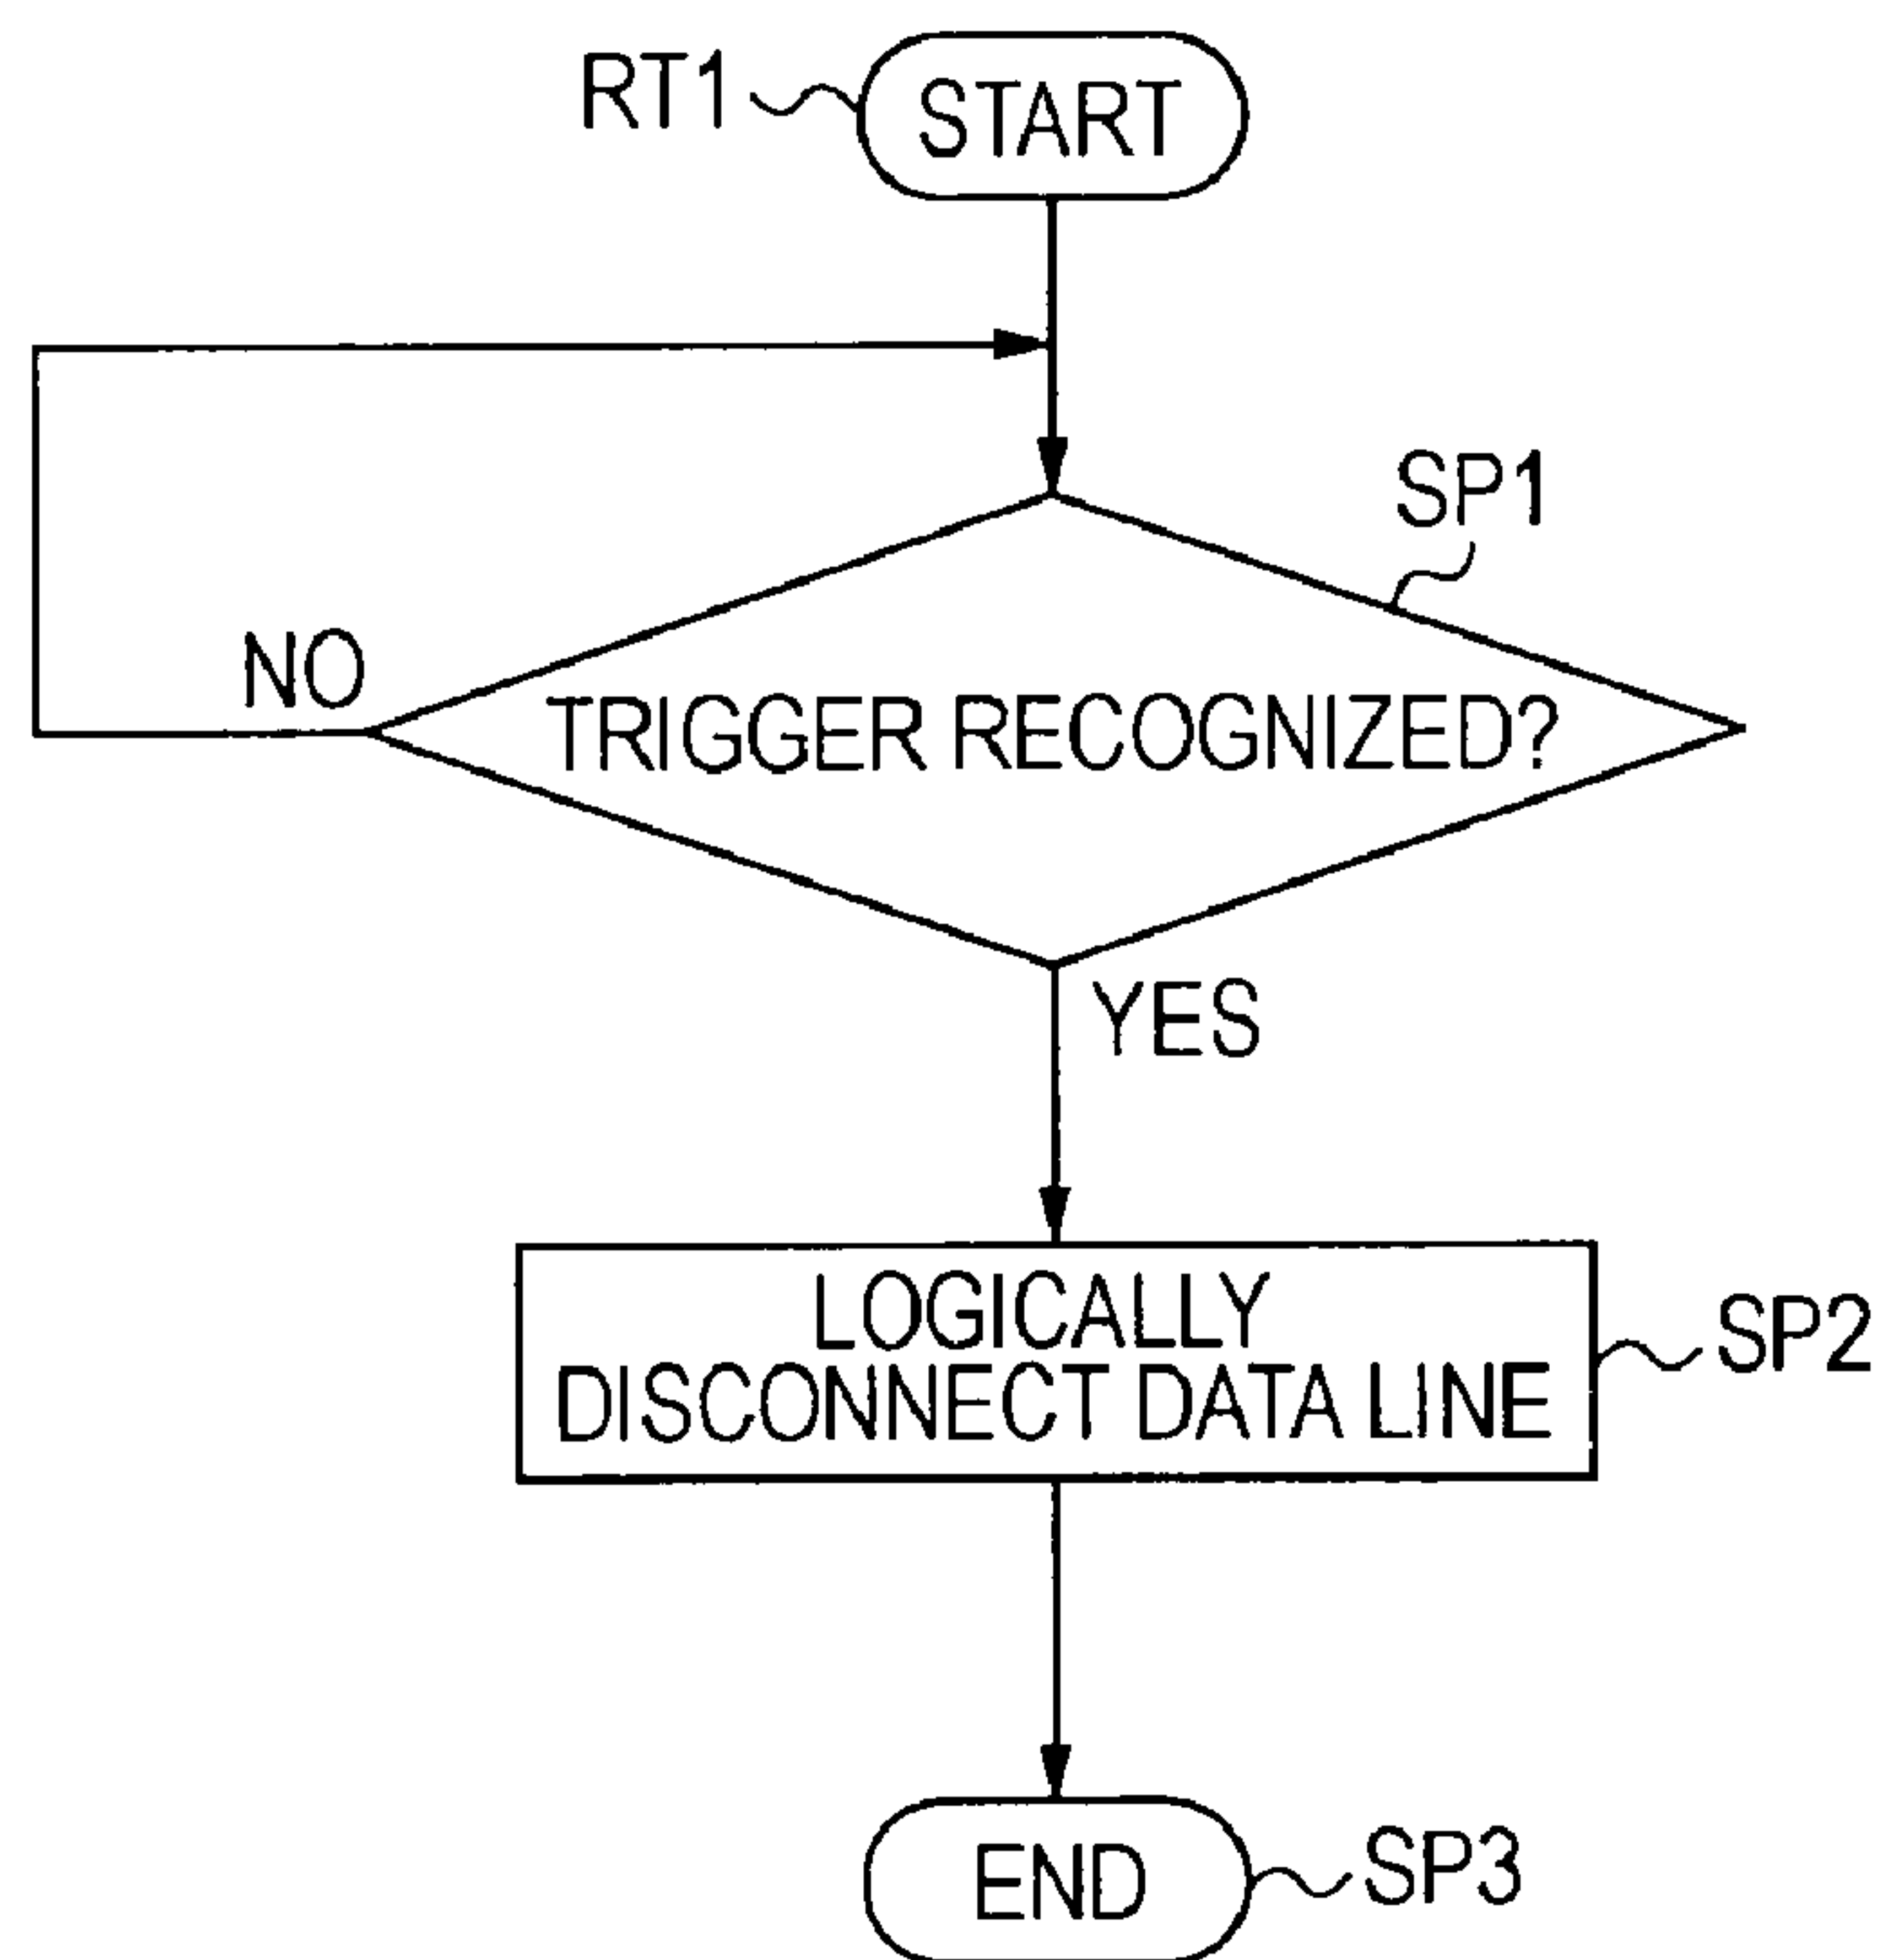 RT1
START
SP1
NO
TRIGGER RECOGNIZED?
YES
LOGICALLY
DISCONNECT DATA LINE
SP2
END
SP3